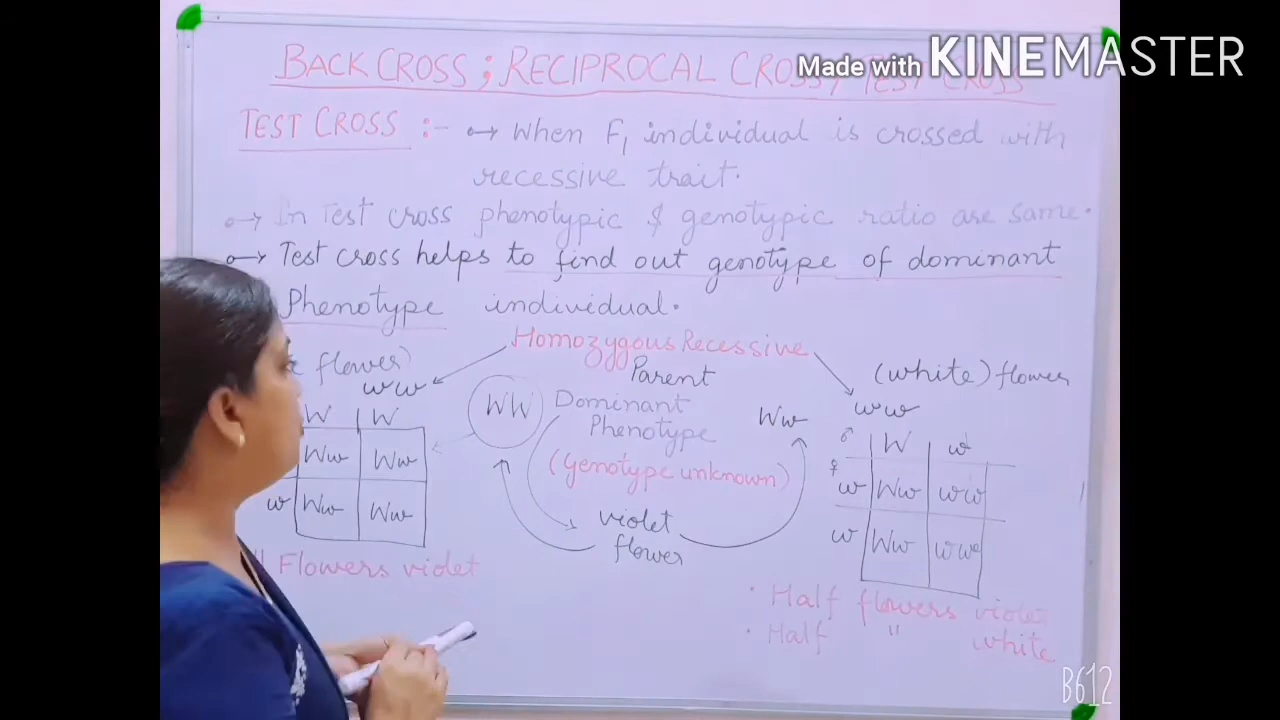 BACK CROSS ; RECIPROCAL CROSS, TEST CROSS
Made with KINEMASTER
TEST CROSS :- When F1 individual is crossed with
recessive trait.
In Test cross phenotypic & genotypic ratio are same.
Test cross helps to find out genotype of dominant
Phenotype individual.
Homozygous Recessive
Parent
flower)
ww
W W
Ww Ww
w Ww Ww
Flowers violet
WW Dominant
Phenotype
(Genotype unknown)
violet
flower
Ww
(white) flower
ww
♂ W w
♀
w Ww ww
w Ww ww
Half flowers violet
Half " white
B612